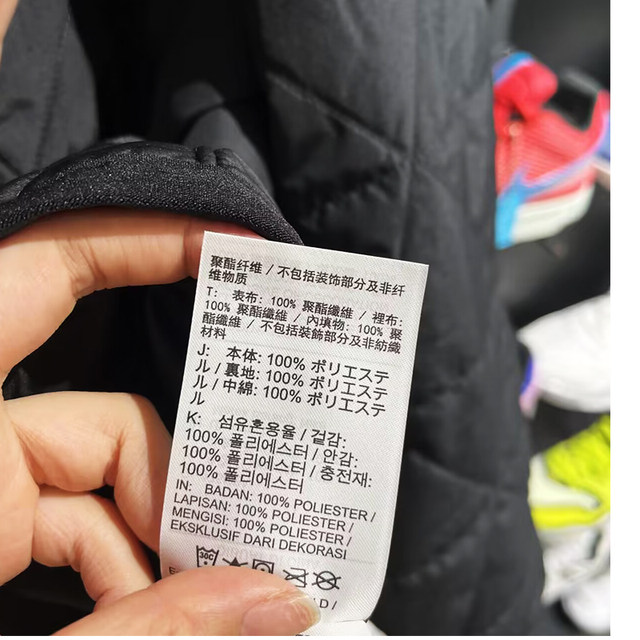 聚酯纤维 / 不包括装饰部分及非纤
维物质
T: 表布: 100% 聚酯纖維 / 裡布:
100% 聚酯纖維 / 內填物: 100% 聚
酯纖維 / 不包括裝飾部分及非紡織
材料
J: 本体: 100% ポリエステ
ル / 裏地: 100% ポリエステ
ル / 中綿: 100% ポリエステ
ル
K: 섬유혼용율 / 겉감:
100% 폴리에스터 / 안감:
100% 폴리에스터 / 충전재:
100% 폴리에스터
IN: BADAN: 100% POLIESTER /
LAPISAN: 100% POLIESTER /
MENGISI: 100% POLIESTER /
EKSKLUSIF DARI DEKORASI
30C